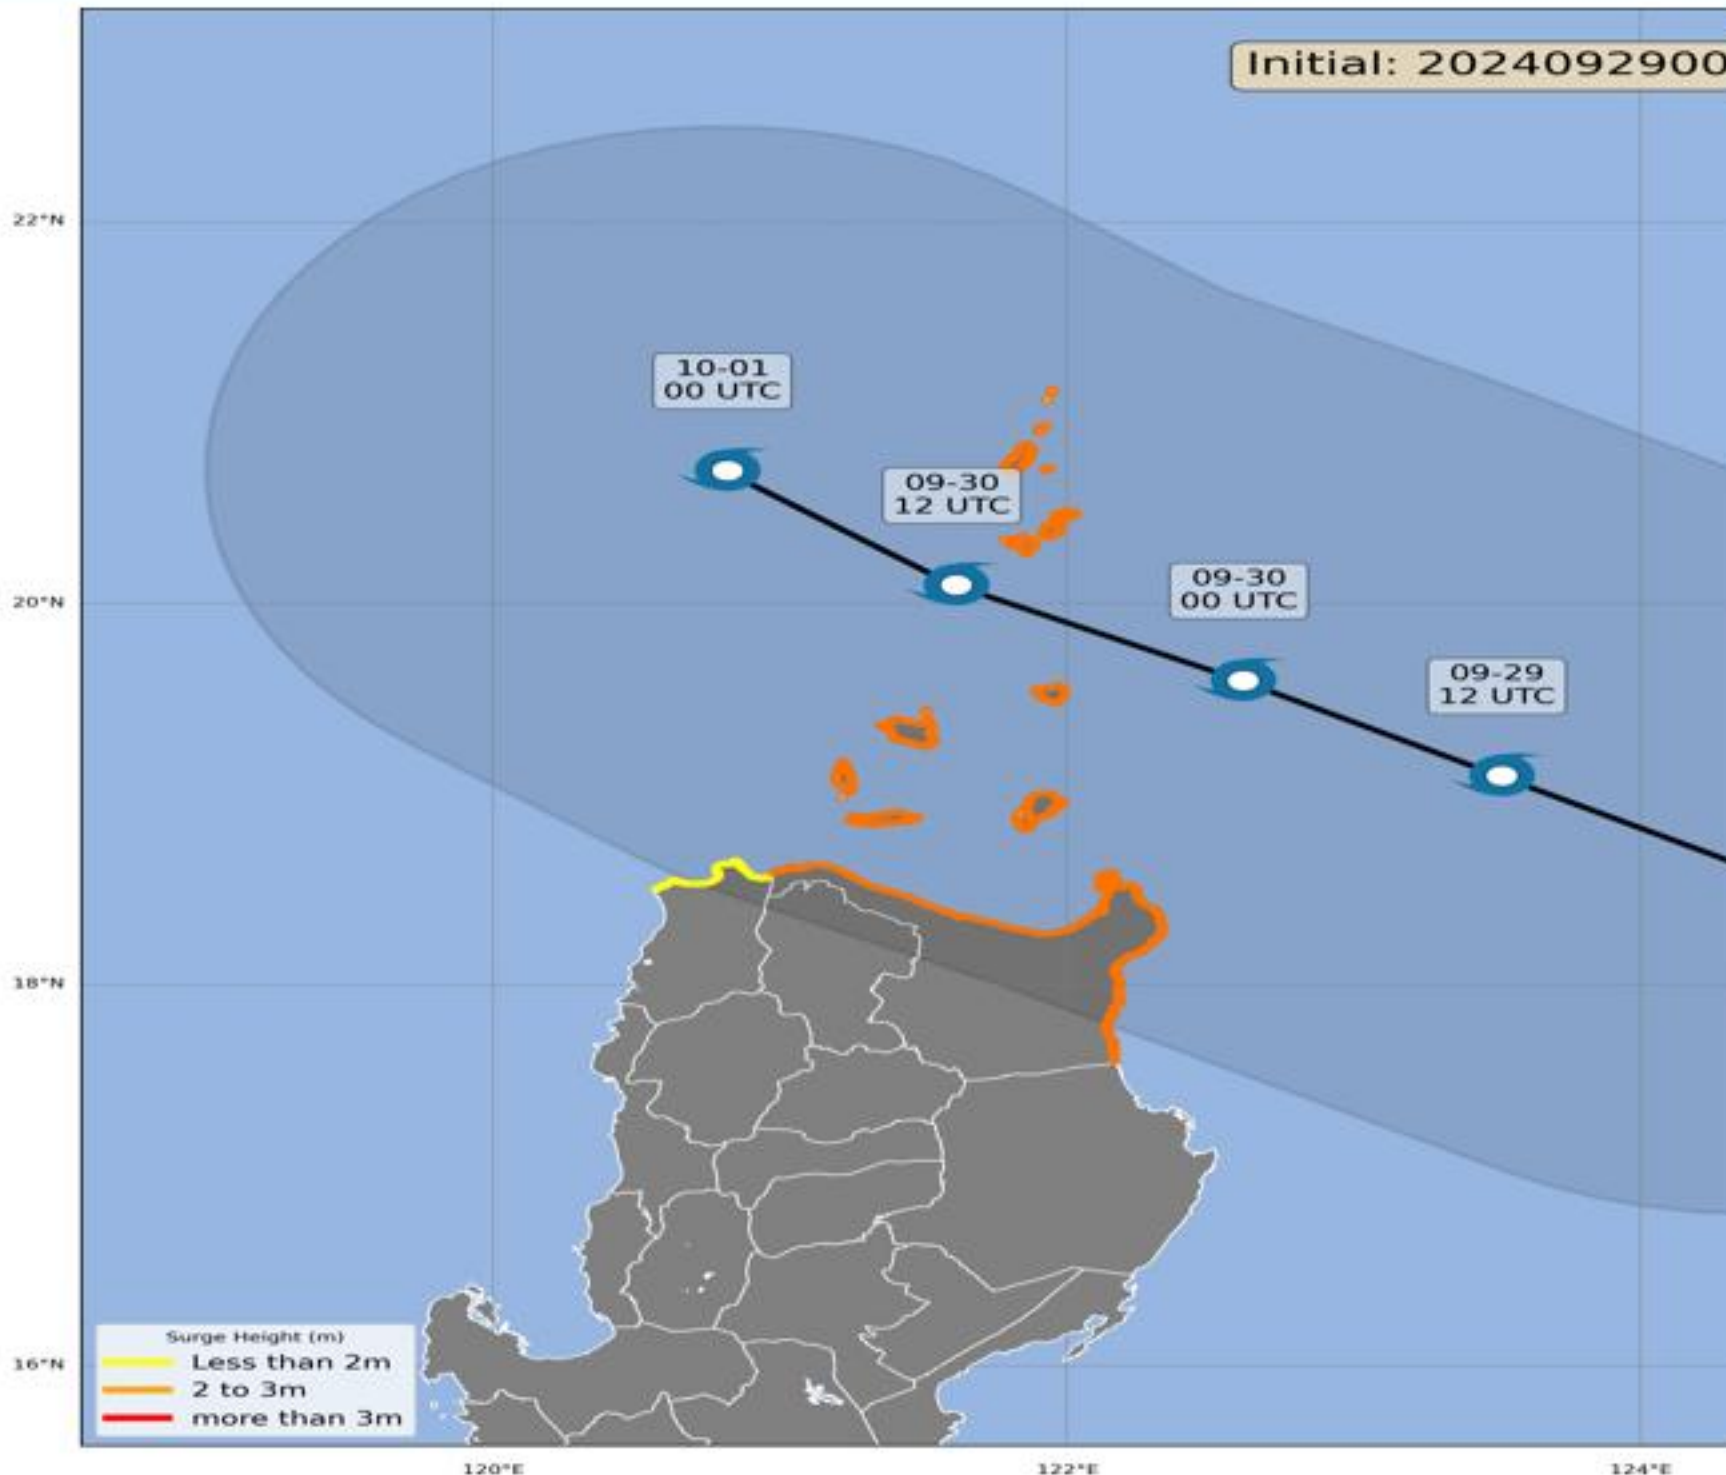 Initial: 2024092900
22°N
10-01
00 UTC
09-30
12 UTC
20°N
09-30
00 UTC
09-29
12 UTC
18°N
16°N
Surge Height (m)
Less than 2m
2 to 3m
more than 3m
120°E
122°E
124°E